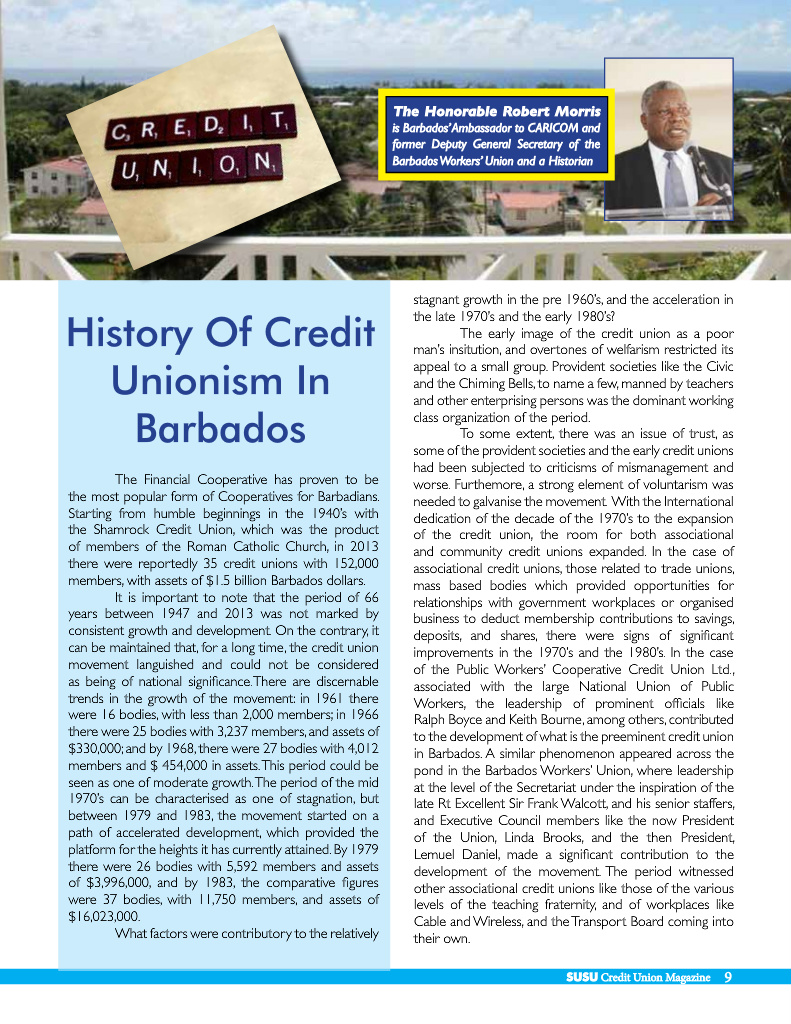 C1 R1 E1 D2 I1 T1
U1 N1 I1 O1 N1
The Honorable Robert Morris
is Barbados' Ambassador to CARICOM and
former Deputy General Secretary of the
Barbados Workers' Union and a Historian
History Of Credit
Unionism In
Barbados
The Financial Cooperative has proven to be
the most popular form of Cooperatives for Barbadians.
Starting from humble beginnings in the 1940's with
the Shamrock Credit Union, which was the product
of members of the Roman Catholic Church, in 2013
there were reportedly 35 credit unions with 152,000
members, with assets of $1.5 billion Barbados dollars.
It is important to note that the period of 66
years between 1947 and 2013 was not marked by
consistent growth and development. On the contrary, it
can be maintained that, for a long time, the credit union
movement languished and could not be considered
as being of national significance. There are discernable
trends in the growth of the movement: in 1961 there
were 16 bodies, with less than 2,000 members; in 1966
there were 25 bodies with 3,237 members, and assets of
$330,000; and by 1968, there were 27 bodies with 4,012
members and $ 454,000 in assets. This period could be
seen as one of moderate growth. The period of the mid
1970's can be characterised as one of stagnation, but
between 1979 and 1983, the movement started on a
path of accelerated development, which provided the
platform for the heights it has currently attained. By 1979
there were 26 bodies with 5,592 members and assets
of $3,996,000, and by 1983, the comparative figures
were 37 bodies, with 11,750 members, and assets of
$16,023,000.
What factors were contributory to the relatively
stagnant growth in the pre 1960's, and the acceleration in
the late 1970's and the early 1980's?
The early image of the credit union as a poor
man's insitution, and overtones of welfarism restricted its
appeal to a small group. Provident societies like the Civic
and the Chiming Bells, to name a few, manned by teachers
and other enterprising persons was the dominant working
class organization of the period.
To some extent, there was an issue of trust, as
some of the provident societies and the early credit unions
had been subjected to criticisms of mismanagement and
worse. Furthermore, a strong element of voluntarism was
needed to galvanise the movement. With the International
dedication of the decade of the 1970's to the expansion
of the credit union, the room for both associational
and community credit unions expanded. In the case of
associational credit unions, those related to trade unions,
mass based bodies which provided opportunities for
relationships with government workplaces or organised
business to deduct membership contributions to savings,
deposits, and shares, there were signs of significant
improvements in the 1970's and the 1980's. In the case
of the Public Workers' Cooperative Credit Union Ltd.,
associated with the large National Union of Public
Workers, the leadership of prominent officials like
Ralph Boyce and Keith Bourne, among others, contributed
to the development of what is the preeminent credit union
in Barbados. A similar phenomenon appeared across the
pond in the Barbados Workers' Union, where leadership
at the level of the Secretariat under the inspiration of the
late Rt Excellent Sir Frank Walcott, and his senior staffers,
and Executive Council members like the now President
of the Union, Linda Brooks, and the then President,
Lemuel Daniel, made a significant contribution to the
development of the movement. The period witnessed
other associational credit unions like those of the various
levels of the teaching fraternity, and of workplaces like
Cable and Wireless, and the Transport Board coming into
their own.
SUSU Credit Union Magazine 9